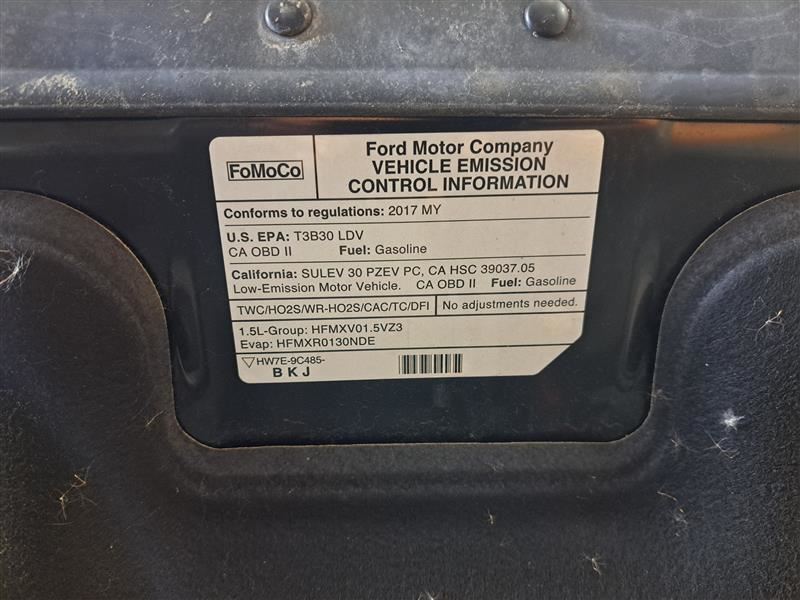 FoMoCo
Ford Motor Company
VEHICLE EMISSION
CONTROL INFORMATION
Conforms to regulations: 2017 MY
U.S. EPA: T3B30 LDV
CA OBD II Fuel: Gasoline
California: SULEV 30 PZEV PC, CA HSC 39037.05
Low-Emission Motor Vehicle. CA OBD II Fuel: Gasoline
TWC/HO2S/WR-HO2S/CAC/TC/DFI No adjustments needed.
1.5L-Group: HFMXV01.5VZ3
Evap: HFMXR0130NDE
HW7E-9C485-
B K J